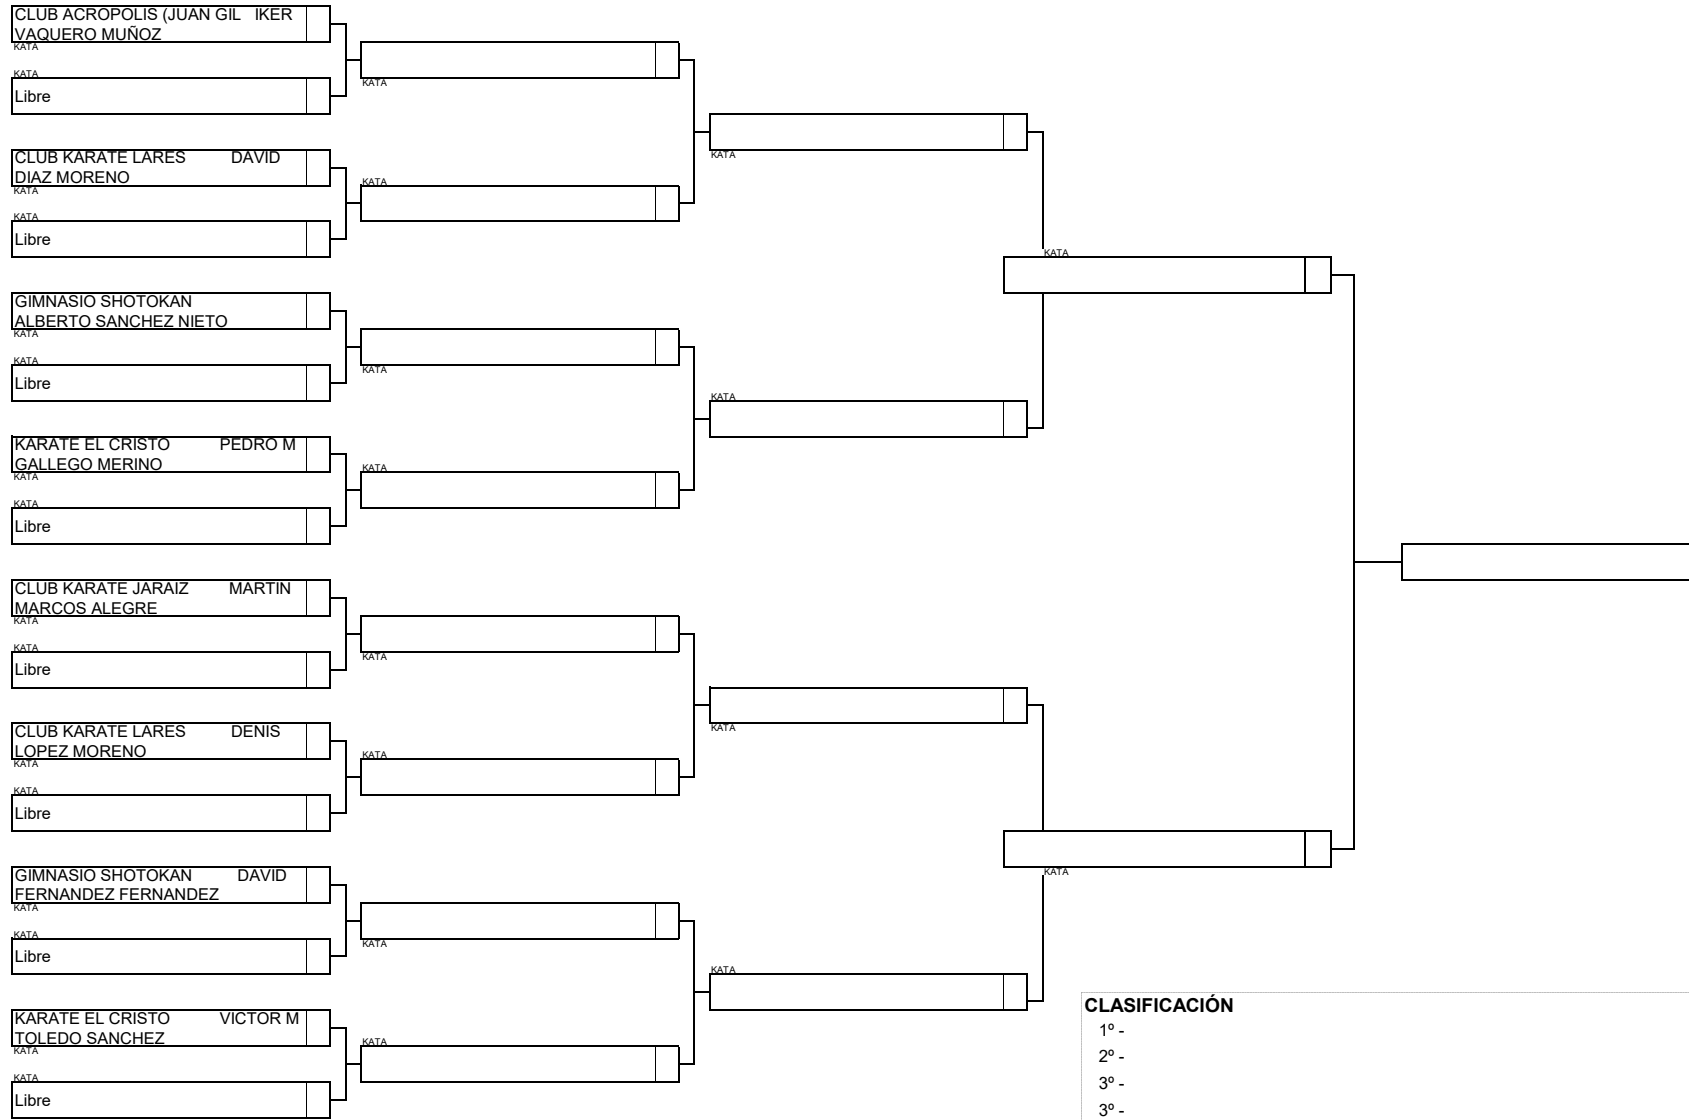 CLUB ACROPOLIS (JUAN GIL IKER
VAQUERO MUÑOZ
KATA
KATA
Libre
CLUB KARATE LARES DAVID
DIAZ MORENO
KATA
KATA
Libre
GIMNASIO SHOTOKAN
ALBERTO SANCHEZ NIETO
KATA
KATA
Libre
KARATE EL CRISTO PEDRO M
GALLEGO MERINO
KATA
KATA
Libre
CLUB KARATE JARAIZ MARTIN
MARCOS ALEGRE
KATA
KATA
Libre
CLUB KARATE LARES DENIS
LOPEZ MORENO
KATA
KATA
Libre
GIMNASIO SHOTOKAN DAVID
FERNANDEZ FERNANDEZ
KATA
KATA
Libre
KARATE EL CRISTO VICTOR M
TOLEDO SANCHEZ
KATA
KATA
Libre
KATA
KATA
KATA
KATA
KATA
KATA
KATA
KATA
KATA
KATA
KATA
KATA
KATA
KATA
CLASIFICACIÓN
1º -
2º -
3º -
3º -